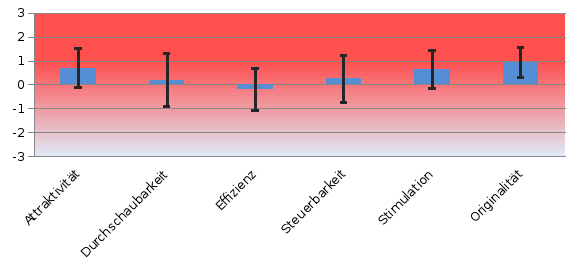 3
2
1
0
-1
-2
-3
Attraktivität
Durchschaubarkeit
Effizienz
Steuerbarkeit
Stimulation
Originalität